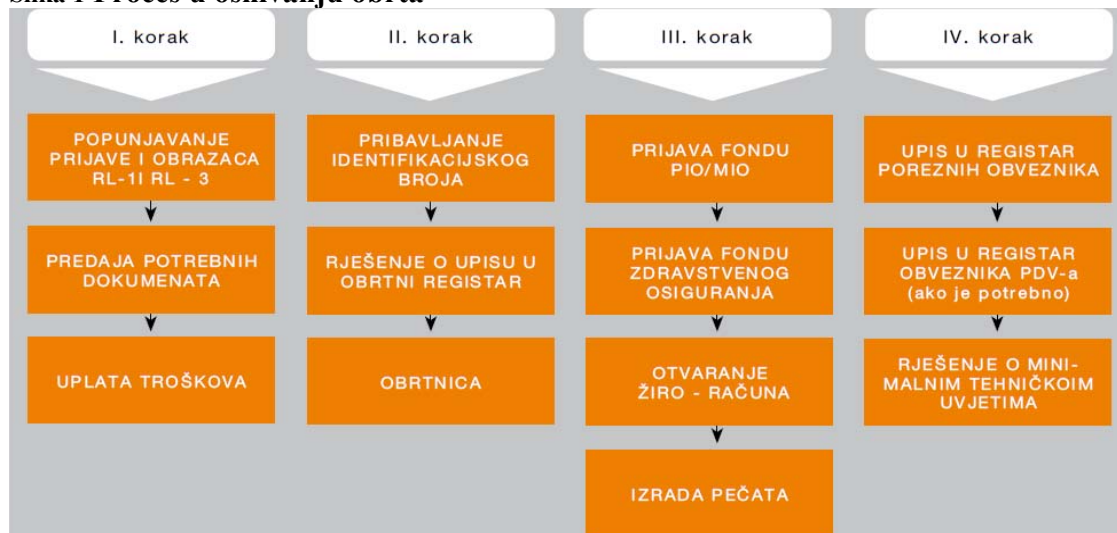 Slika 1 Proces u osnivanju obrta
I. korak
POPUNJAVANJE
PRIJAVE I OBRAZACA
RL-1I RL - 3
PREDAJA POTREBNIH
DOKUMENATA
UPLATA TROŠKOVA
II. korak
PRIBAVLJANJE
IDENTIFIKACIJSKOG
BROJA
RJEŠENJE O UPISU U
OBRTNI REGISTAR
OBRTNICA
III. korak
PRIJAVA FONDU
PIO/MIO
PRIJAVA FONDU
ZDRAVSTVENOG
OSIGURANJA
OTVARANJE
ŽIRO - RAČUNA
IZRADA PEČATA
IV. korak
UPIS U REGISTAR
POREZNIH OBVEZNIKA
UPIS U REGISTAR
OBVEZNIKA PDV-a
(ako je potrebno)
RJEŠENJE O MINI-
MALNIM TEHNIČKOIM
UVJETIMA